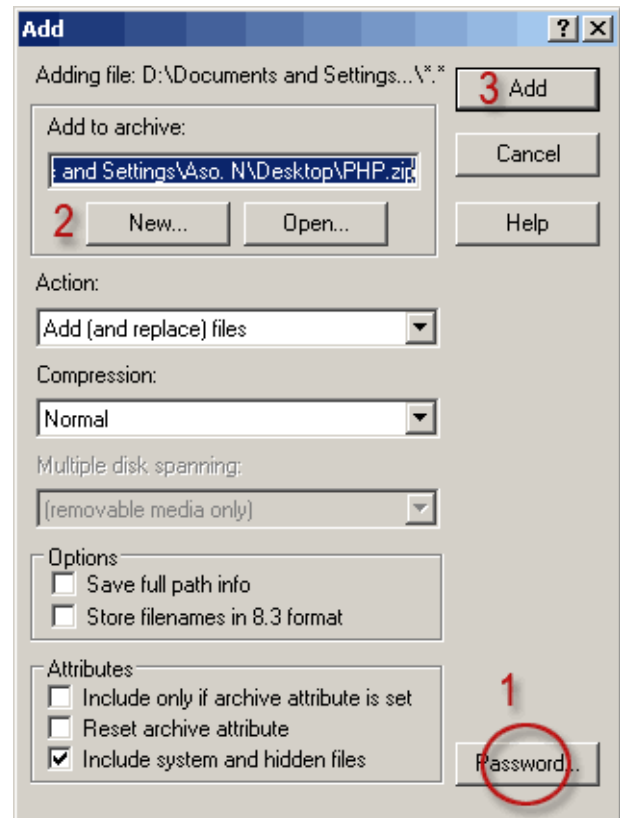 Add ? X
Adding file: D:\Documents and Settings...\*.*
3 Add
Add to archive:
and Settings\Aso. N\Desktop\PHP.zip
Cancel
2 New... Open... Help
Action:
Add (and replace) files
Compression:
Normal
Multiple disk spanning:
(removable media only)
Options
Save full path info
Store filenames in 8.3 format
Attributes
Include only if archive attribute is set
Reset archive attribute
Include system and hidden files
1
Password...